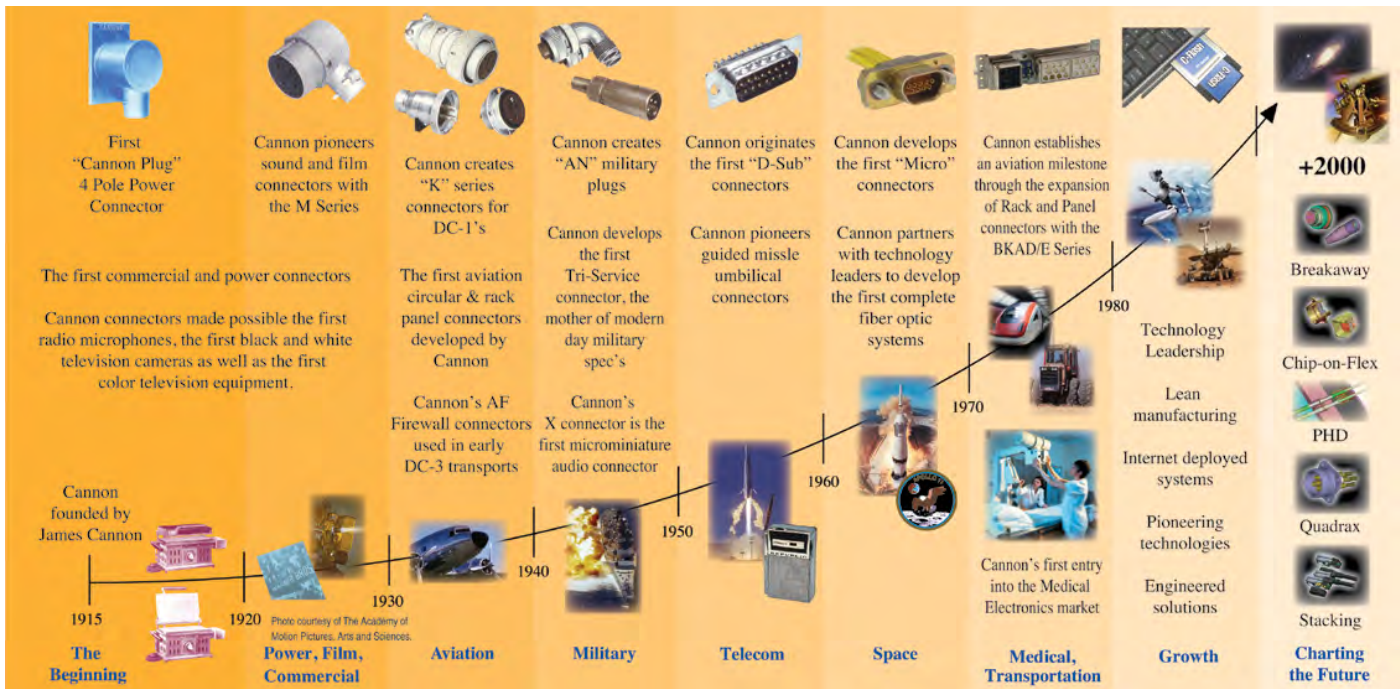 First
“Cannon Plug”
4 Pole Power
Connector
Cannon pioneers
sound and film
connectors with
the M Series
The first commercial and power connectors
Cannon connectors made possible the first
radio microphones, the first black and white
television cameras as well as the first
color television equipment.
Cannon
founded by
James Cannon
1915
The
Beginning
1920
Photo courtesy of The Academy of
Motion Pictures, Arts and Sciences.
Power, Film,
Commercial
Cannon creates
“K” series
connectors for
DC-1’s
The first aviation
circular & rack
panel connectors
developed by
Cannon
Cannon’s AF
Firewall connectors
used in early
DC-3 transports
1930
Aviation
Cannon creates
“AN” military
plugs
Cannon develops
the first
Tri-Service
connector, the
mother of modern
day military
spec’s
Cannon’s
X connector is the
first microminiature
audio connector
1940
Military
Cannon originates
the first “D-Sub”
connectors
Cannon pioneers
guided missle
umbilical
connectors
1950
Telecom
Cannon develops
the first “Micro”
connectors
Cannon partners
with technology
leaders to develop
the first complete
fiber optic
systems
1960
APOLLO 11
Space
Cannon establishes
an aviation milestone
through the expansion
of Rack and Panel
connectors with the
BKAD/E Series
1970
Cannon’s first entry
into the Medical
Electronics market
Medical,
Transportation
C-Flash
1980
Technology
Leadership
Lean
manufacturing
Internet deployed
systems
Pioneering
technologies
Engineered
solutions
Growth
+2000
Breakaway
Chip-on-Flex
PHD
Quadrax
Stacking
Charting
the Future